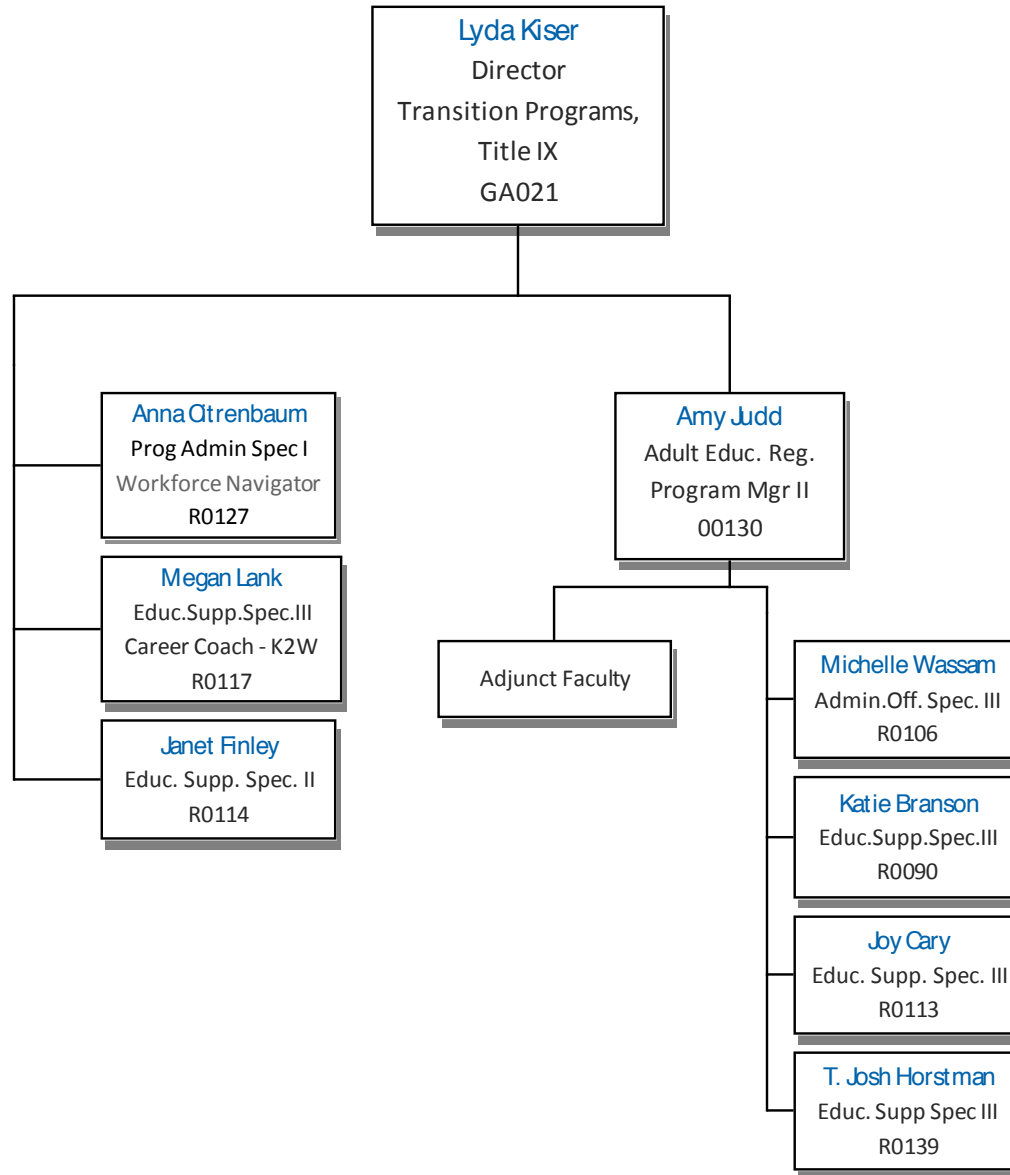 Lyda Kiser
Director
Transition Programs,
Title IX
GA021
Anna Citrenbaum
Prog Admin Spec I
Workforce Navigator
R0127
Megan Lank
Educ.Supp.Spec.III
Career Coach - K2W
R0117
Janet Finley
Educ. Supp. Spec. II
R0114
Amy Judd
Adult Educ. Reg.
Program Mgr II
00130
Adjunct Faculty
Michelle Wassam
Admin.Off. Spec. III
R0106
Katie Branson
Educ.Supp.Spec.III
R0090
Joy Cary
Educ. Supp. Spec. III
R0113
T. Josh Horstman
Educ. Supp Spec III
R0139